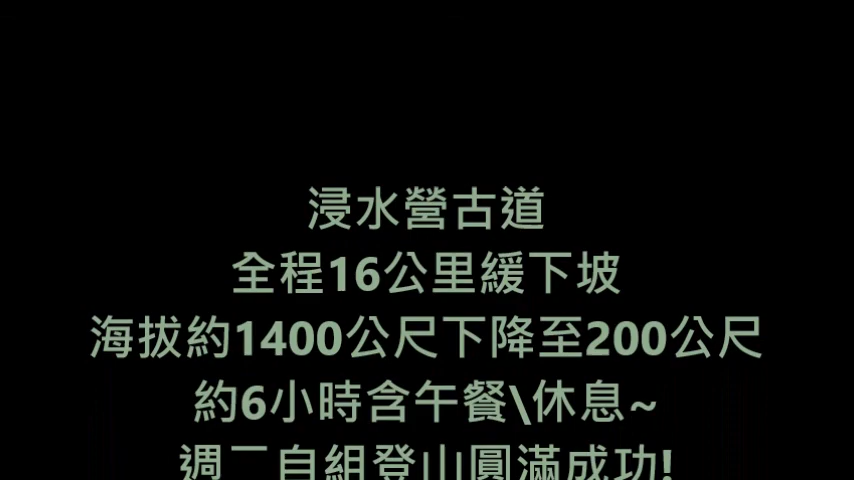 浸水營古道
全程16公里緩下坡
海拔約1400公尺下降至200公尺
約6小時含午餐\休息~
週二自組登山圓滿成功!